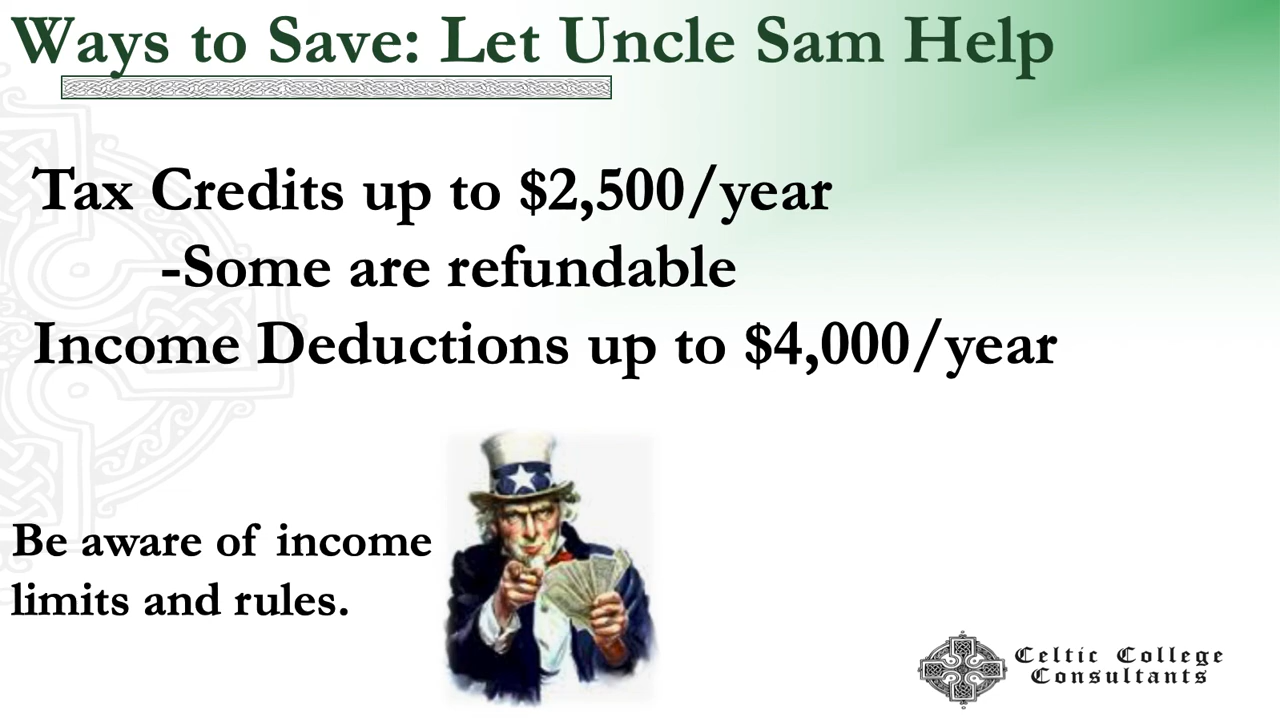 Ways to Save: Let Uncle Sam Help
Tax Credits up to $2,500/year
-Some are refundable
Income Deductions up to $4,000/year
Be aware of income
limits and rules.
Celtic College
Consultants